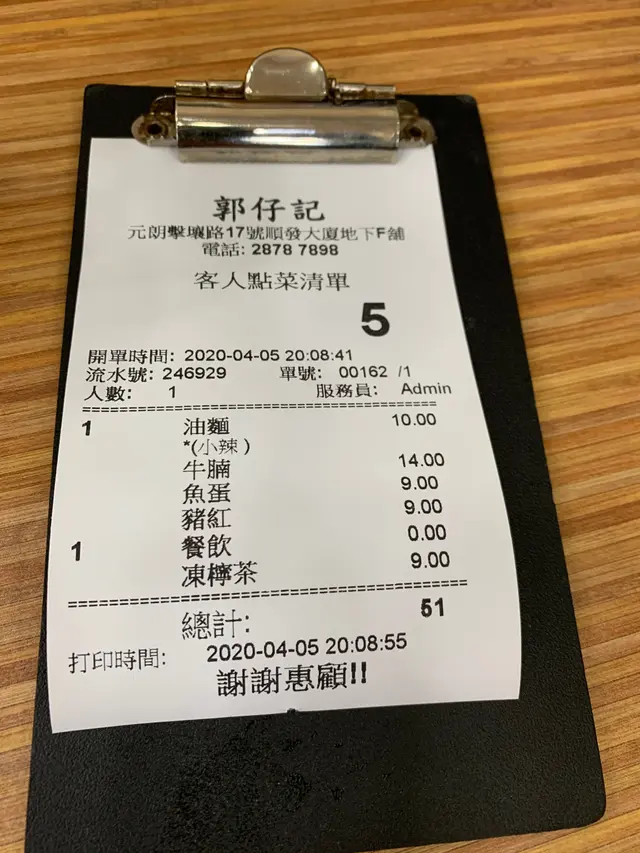 郭仔記
元朗擊壤路17號順發大廈地下F舖
電話: 2878 7898
客人點菜清單
5
開單時間: 2020-04-05 20:08:41
流水號: 246929 單號: 00162 /1
人數: 1 服務員: Admin
1 油麵 10.00
*(小辣)
牛腩 14.00
魚蛋 9.00
豬紅 9.00
1 餐飲 0.00
凍檸茶 9.00
總計: 51
打印時間: 2020-04-05 20:08:55
謝謝惠顧!!